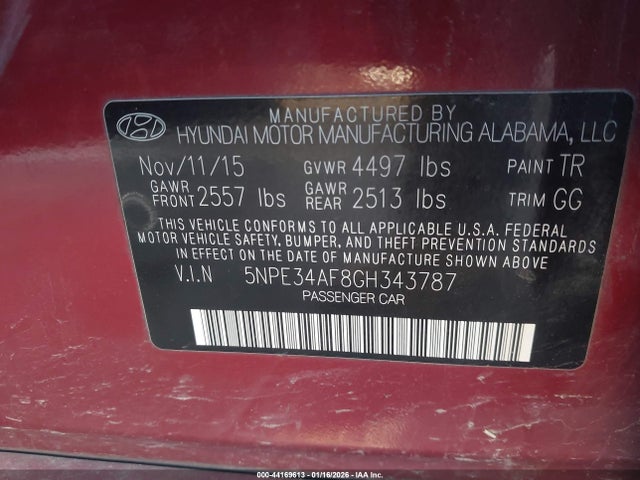 MANUFACTURED BY
HYUNDAI MOTOR MANUFACTURING ALABAMA, LLC
Nov/11/15 GVWR 4497 lbs PAINT TR
GAWR FRONT 2557 lbs GAWR REAR 2513 lbs TRIM GG
THIS VEHICLE CONFORMS TO ALL APPLICABLE U.S.A. FEDERAL
MOTOR VEHICLE SAFETY, BUMPER, AND THEFT PREVENTION STANDARDS
IN EFFECT ON THE DATE OF MANUFACTURE SHOWN ABOVE.
V.I.N 5NPE34AF8GH343787
PASSENGER CAR
000-44169613 - 01/16/2026 - IAAI.COM